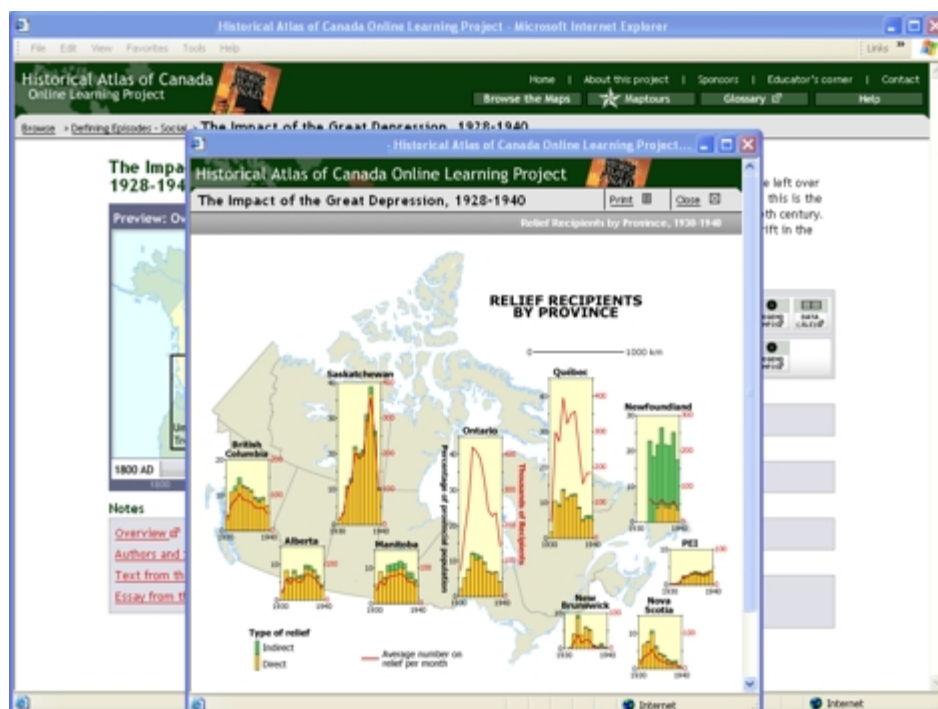 Historical Atlas of Canada Online Learning Project - Microsoft Internet Explorer
File Edit View Favorites Tools Help
Links »
Historical Atlas of Canada
Online Learning Project
Home | About this project | Sponsors | Educator's corner | Contact
Browse the Maps
Maptours
Glossary
Help
Browse > Defining Episodes - Social > The Impact of the Great Depression, 1928-1940
The Impa
1928-194
Preview: Ov
1800 AD
1800
Notes
Overview
Authors and
Text from th
Essay from th
e left over
this is the
th century.
rift in the
DATA
- Historical Atlas of Canada Online Learning Project...
Historical Atlas of Canada Online Learning Project
The Impact of the Great Depression, 1928-1940
Print
Close
Relief Recipients by Province, 1930-1940
RELIEF RECIPIENTS
BY PROVINCE
0 1000 km
Saskatchewan
Québec
Newfoundland
Ontario
British
Columbia
Percentage of provincial population
Thousands of Recipients
Alberta
Manitoba
PEI
New
Brunswick
Nova
Scotia
1930 1940
Type of relief
Indirect
Direct
Average number on
relief per month
Internet
Internet